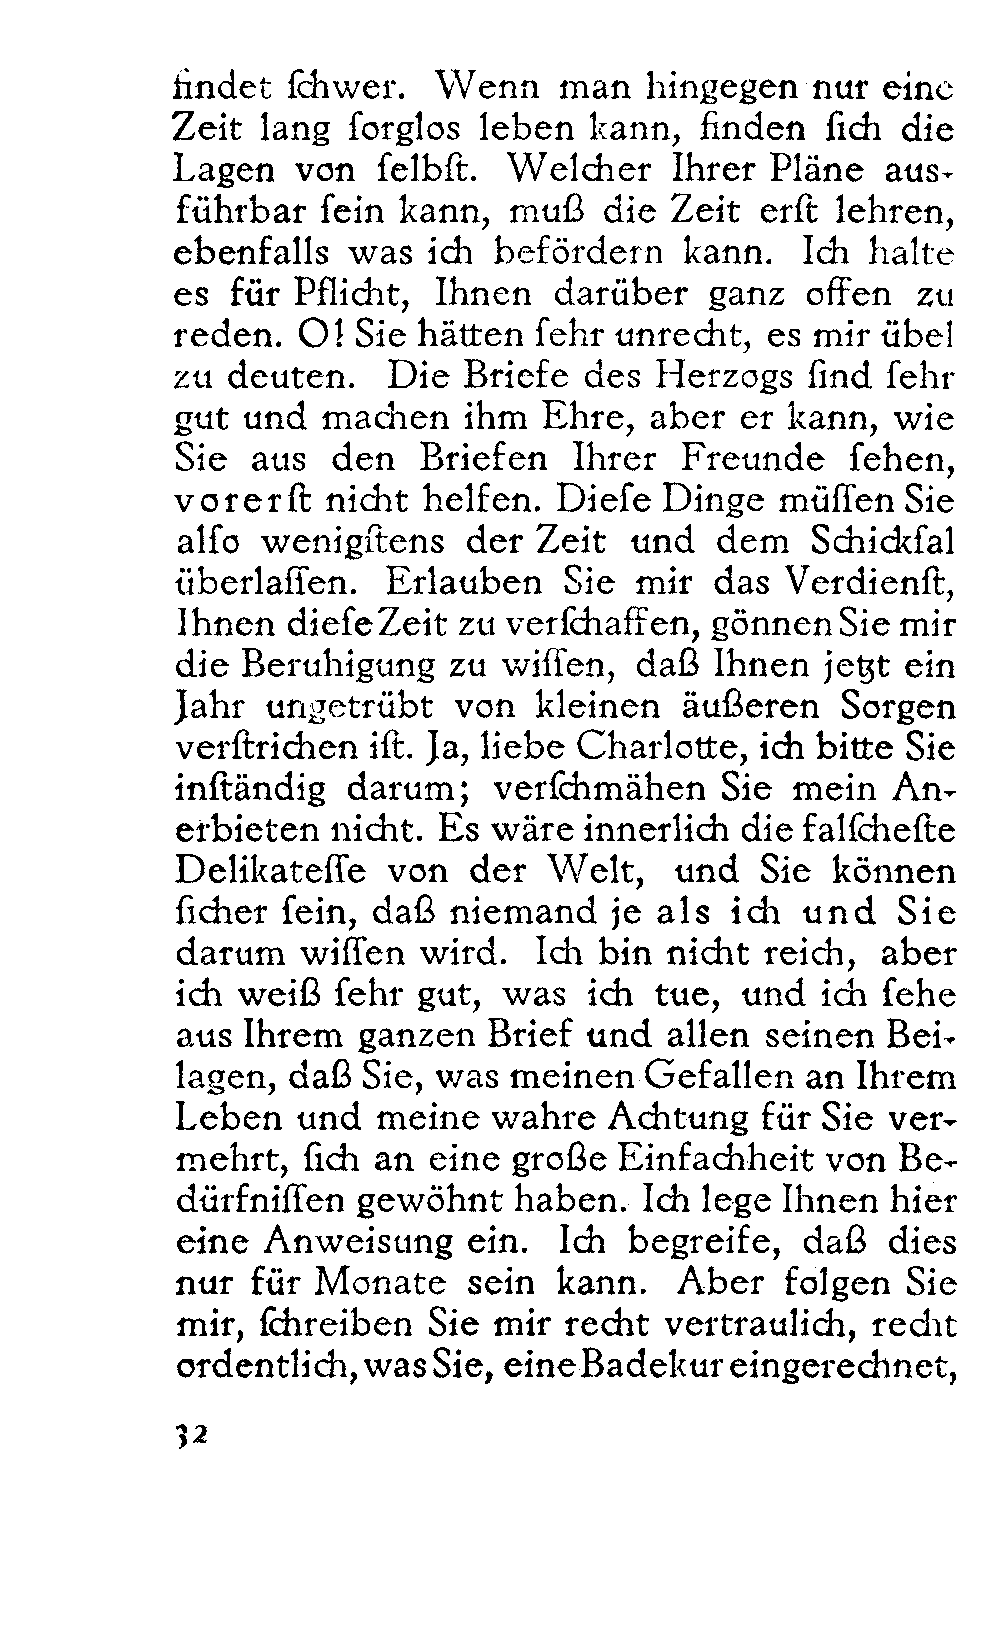 findet ſchwer. Wenn man hingegen nur eine
Zeit lang ſorglos leben kann, finden ſich die
Lagen von ſelbſt. Welcher Ihrer Pläne aus-
führbar ſein kann, muß die Zeit erſt lehren,
ebenfalls was ich befördern kann. Ich halte
es für Pflicht, Ihnen darüber ganz offen zu
reden. O! Sie hätten ſehr unrecht, es mir übel
zu deuten. Die Briefe des Herzogs ſind ſehr
gut und machen ihm Ehre, aber er kann, wie
Sie aus den Briefen Ihrer Freunde ſehen,
vorerſt nicht helfen. Dieſe Dinge müſſen Sie
alſo wenigſtens der Zeit und dem Schickſal
überlaſſen. Erlauben Sie mir das Verdienſt,
Ihnen dieſe Zeit zu verſchaffen, gönnen Sie mir
die Beruhigung zu wiſſen, daß Ihnen jetzt ein
Jahr ungetrübt von kleinen äußeren Sorgen
verſtrichen iſt. Ja, liebe Charlotte, ich bitte Sie
inſtändig darum; verſchmähen Sie mein An-
erbieten nicht. Es wäre innerlich die falſcheſte
Delikateſſe von der Welt, und Sie können
ſicher ſein, daß niemand je als ich und Sie
darum wiſſen wird. Ich bin nicht reich, aber
ich weiß ſehr gut, was ich tue, und ich ſehe
aus Ihrem ganzen Brief und allen seinen Bei-
lagen, daß Sie, was meinen Gefallen an Ihrem
Leben und meine wahre Achtung für Sie ver-
mehrt, ſich an eine große Einfachheit von Be-
dürfniſſen gewöhnt haben. Ich lege Ihnen hier
eine Anweisung ein. Ich begreife, daß dies
nur für Monate sein kann. Aber folgen Sie
mir, ſchreiben Sie mir recht vertraulich, recht
ordentlich, was Sie, eine Badekur eingerechnet,
32